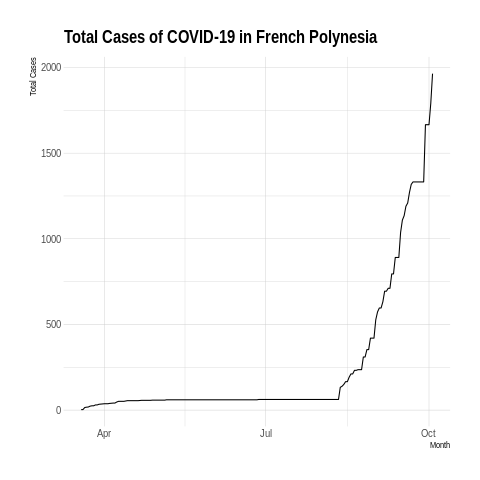 Total Cases of COVID-19 in French Polynesia
Total Cases
2000
1500
1000
500
0
Apr
Jul
Oct
Month